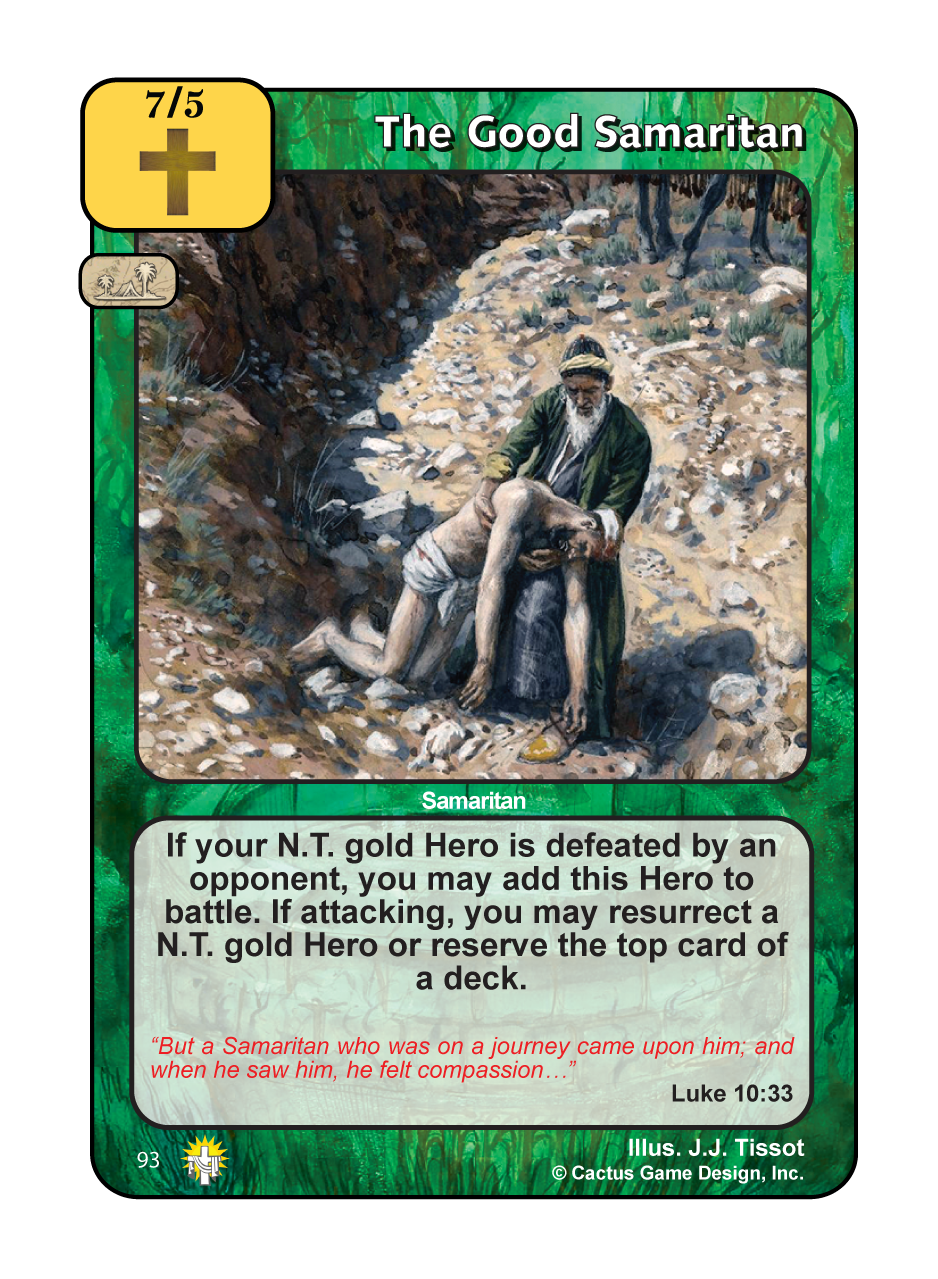 7/5
The Good Samaritan
Samaritan
If your N.T. gold Hero is defeated by an
opponent, you may add this Hero to
battle. If attacking, you may resurrect a
N.T. gold Hero or reserve the top card of
a deck.
“But a Samaritan who was on a journey came upon him; and
when he saw him, he felt compassion…”
Luke 10:33
93
Illus. J.J. Tissot
© Cactus Game Design, Inc.